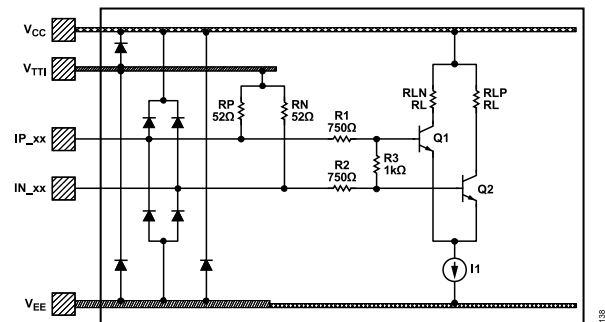 VCC
VTTI
RP
52Ω
RN
52Ω
RLN
RL
RLP
RL
IP_xx
R1
750Ω
Q1
R3
1kΩ
IN_xx
R2
750Ω
Q2
I1
VEE
138